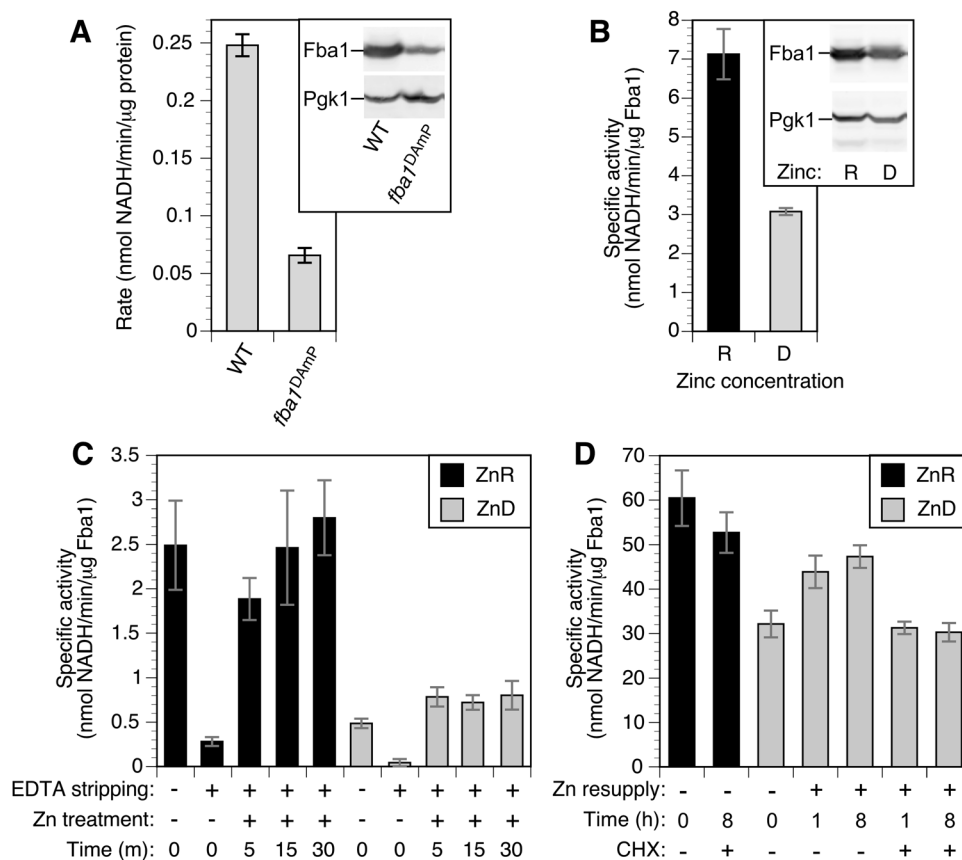 A
Rate (nmol NADH/min/µg protein)
0.25
0.2
0.15
0.1
0.05
0
WT
fba1DAmP
Fba1
Pgk1
WT
fba1DAmP
B
Specific activity
(nmol NADH/min/µg Fba1)
8
7
6
5
4
3
2
1
0
R D
Zinc concentration
Fba1
Pgk1
Zinc: R D
C
Specific activity
(nmol NADH/min/µg Fba1)
3.5
3
2.5
2
1.5
1
0.5
0
ZnR
ZnD
EDTA stripping: - + + + + - + + + +
Zn treatment: - - + + + - - + + +
Time (m): 0 0 5 15 30 0 0 5 15 30
D
Specific activity
(nmol NADH/min/µg Fba1)
70
60
50
40
30
20
10
0
ZnR
ZnD
Zn resupply: - - - + + + +
Time (h): 0 8 0 1 8 1 8
CHX: - + - - - + +